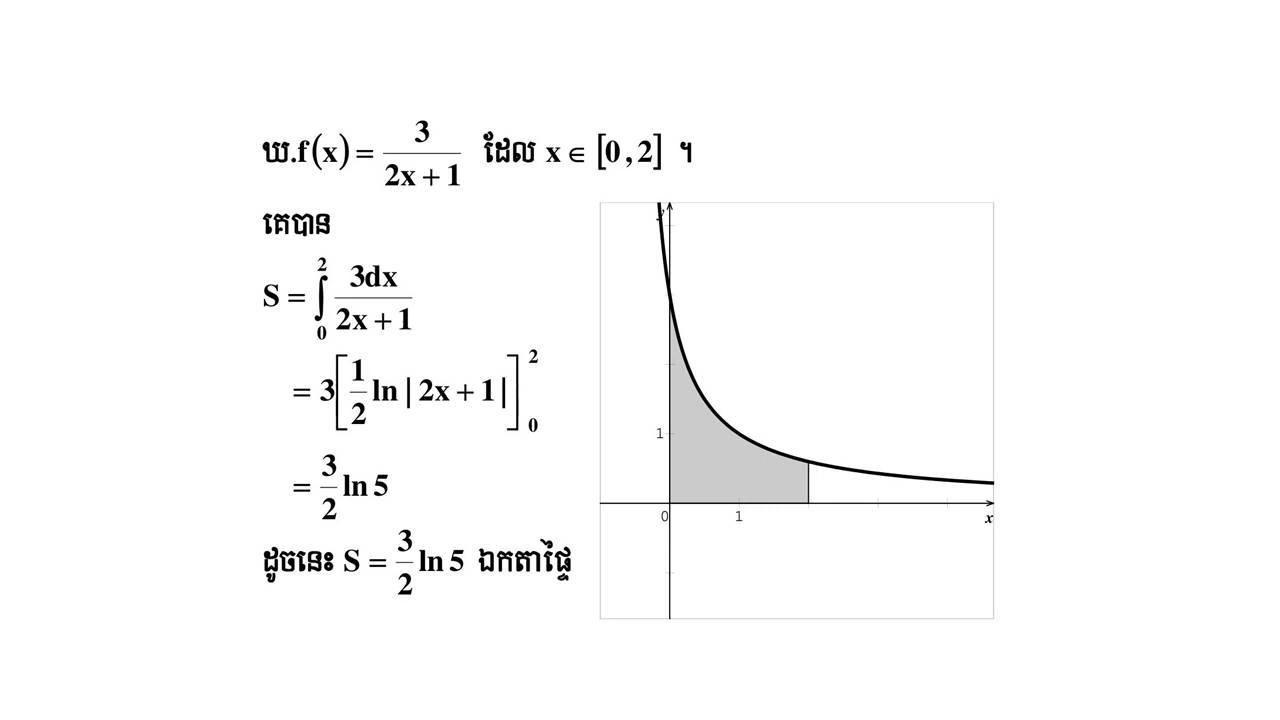 ឃ.f(x) = 3/(2x + 1) ដែល x ∈ [0 , 2] ។
គេបាន
S = ∫₀² 3dx/(2x + 1)
= 3[1/2 ln | 2x + 1 |]₀²
= 3/2 ln 5
ដូចនេះ S = 3/2 ln 5 ឯកតាផ្ទៃ
y
1
0 1 x